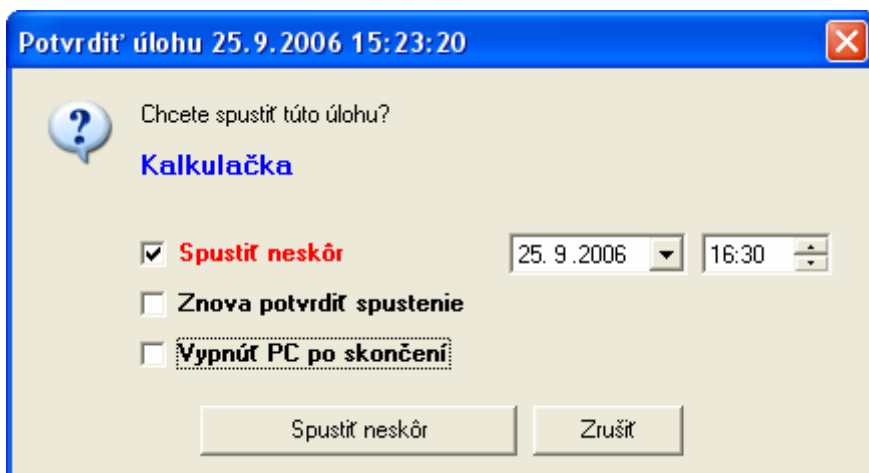 Potvrdiť úlohu 25.9.2006 15:23:20
Chcete spustiť túto úlohu?
Kalkulačka
Spustiť neskôr 25. 9 .2006 16:30
Znova potvrdiť spustenie
Vypnúť PC po skončení
Spustiť neskôr Zrušiť